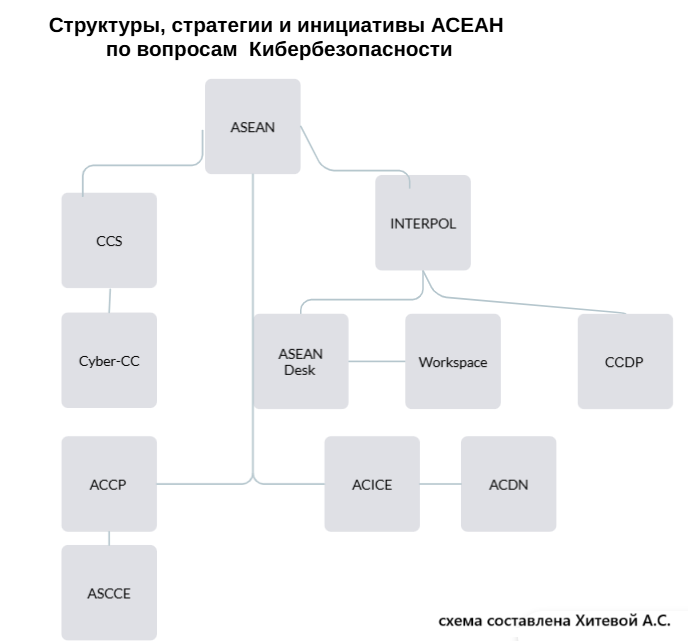 Структуры, стратегии и инициативы АСЕАН
по вопросам Кибербезопасности
ASEAN
INTERPOL
CCS
Cyber-CC
ASEAN
Desk
Workspace
CCDP
ACCP
ACICE
ACDN
ASCCE
схема составлена Хитевой А.С.